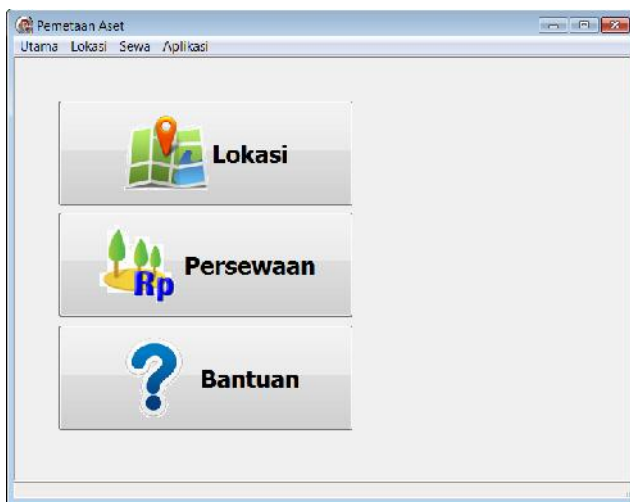 Pemetaan Aset
Utama Lokasi Sewa Aplikasi
Lokasi
Rp Persewaan
Bantuan